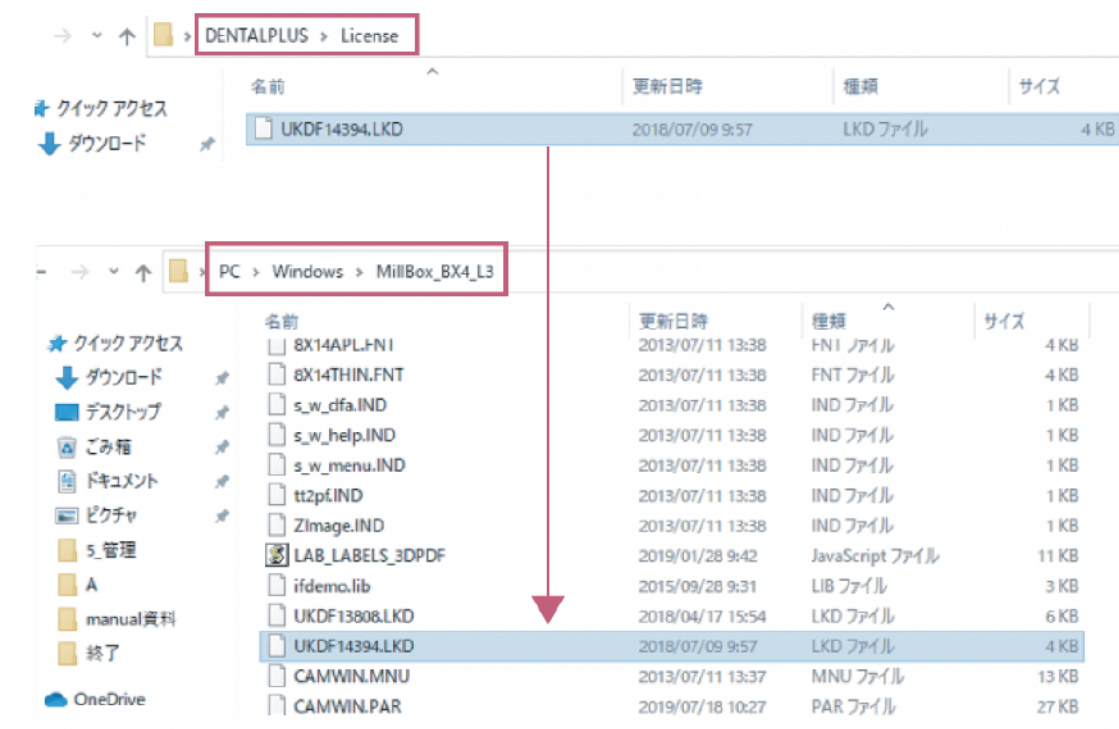 DENTALPLUS > License
名前 更新日時 種類 サイズ
クイック アクセス
UKDF14394.LKD 2018/07/09 9:57 LKD ファイル 4 KB
ダウンロード
PC > Windows > MillBox_BX4_L3
名前 更新日時 種類 サイズ
クイック アクセス
8X14APL.FNT 2013/07/11 13:38 FNT ファイル 4 KB
ダウンロード
8X14THIN.FNT 2013/07/11 13:38 FNT ファイル 4 KB
デスクトップ
s_w_dfa.IND 2013/07/11 13:38 IND ファイル 1 KB
ごみ箱
s_w_help.IND 2013/07/11 13:38 IND ファイル 1 KB
s_w_menu.IND 2013/07/11 13:38 IND ファイル 1 KB
ドキュメント
tt2pf.IND 2013/07/11 13:38 IND ファイル 1 KB
ピクチャ
ZImage.IND 2013/07/11 13:38 IND ファイル 1 KB
5_管理
LAB_LABELS_3DPDF 2019/01/28 9:42 JavaScript ファイル 11 KB
A
ifdemo.lib 2015/09/28 9:31 LIB ファイル 3 KB
manual資料
UKDF13808.LKD 2018/04/17 15:54 LKD ファイル 6 KB
終了
UKDF14394.LKD 2018/07/09 9:57 LKD ファイル 4 KB
CAMWIN.MNU 2013/07/11 13:37 MNU ファイル 13 KB
OneDrive
CAMWIN.PAR 2019/07/18 10:27 PAR ファイル 27 KB